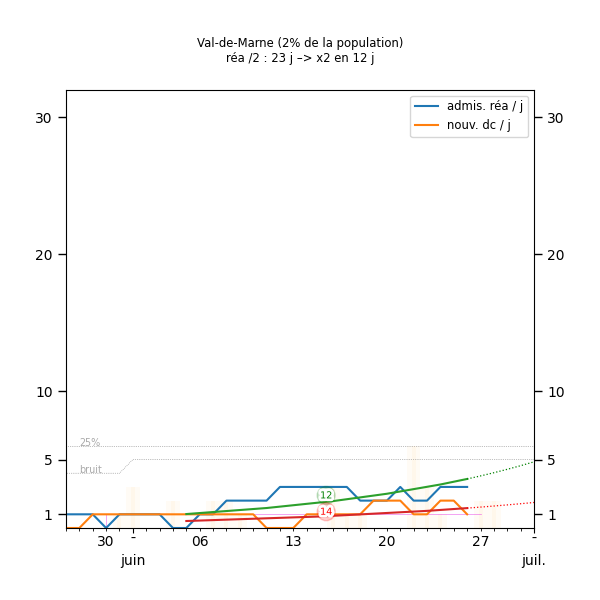 Val-de-Marne (2% de la population)
réa /2 : 23 j –> x2 en 12 j
admis. réa / j
nouv. dc / j
30 30
20 20
10 10
25%
5 5
bruit
12
14
1 1
30 - 06 13 20 27 -
juin juil.